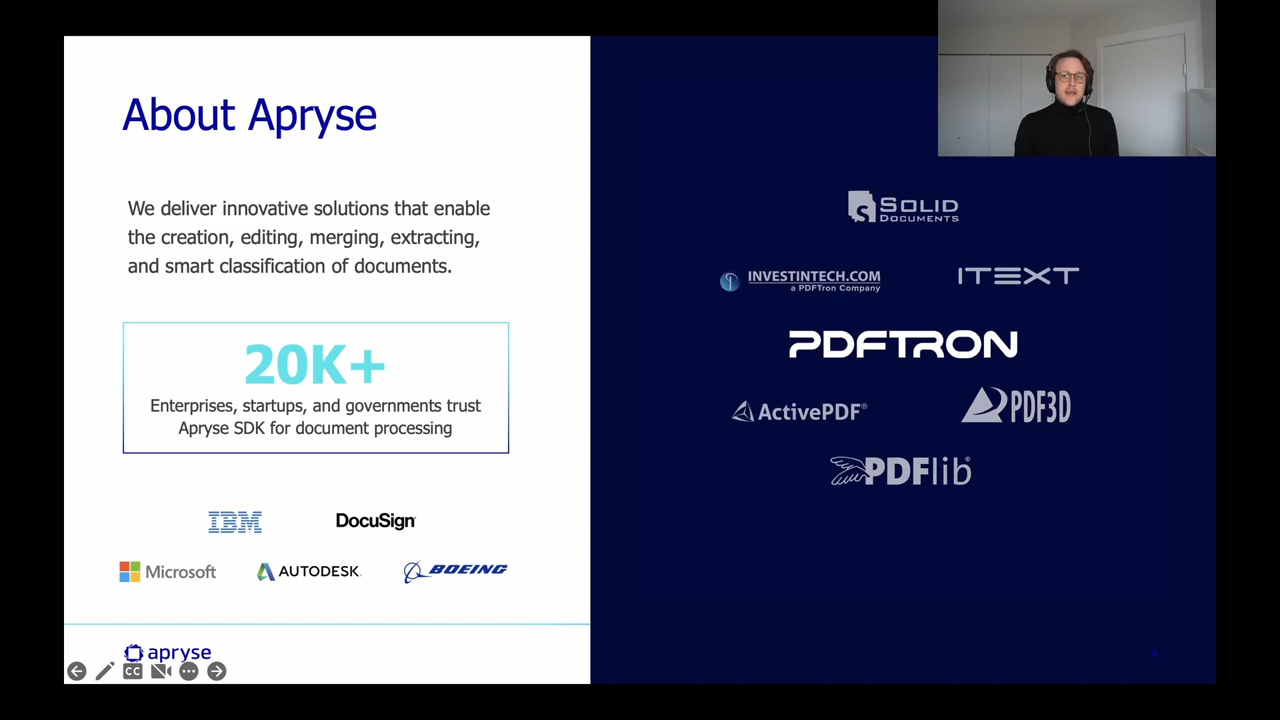 About Apryse
We deliver innovative solutions that enable
the creation, editing, merging, extracting,
and smart classification of documents.
20K+
Enterprises, startups, and governments trust
Apryse SDK for document processing
IBM
DocuSign
Microsoft
AUTODESK.
BOEING
apryse
CC
SOLID
DOCUMENTS
INVESTINTECH.COM
a PDFTron Company
ITEXT
PDFTRON
ActivePDF®
PDF3D
PDFlib®